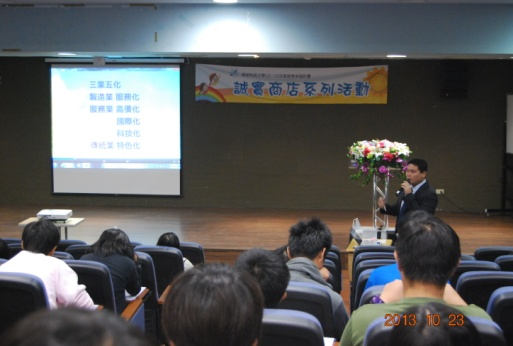 三業五化
製造業 服務化
服務業 高值化
國際化
科技化
傳統業 特色化
誠實商店系列活動
2013 10 23